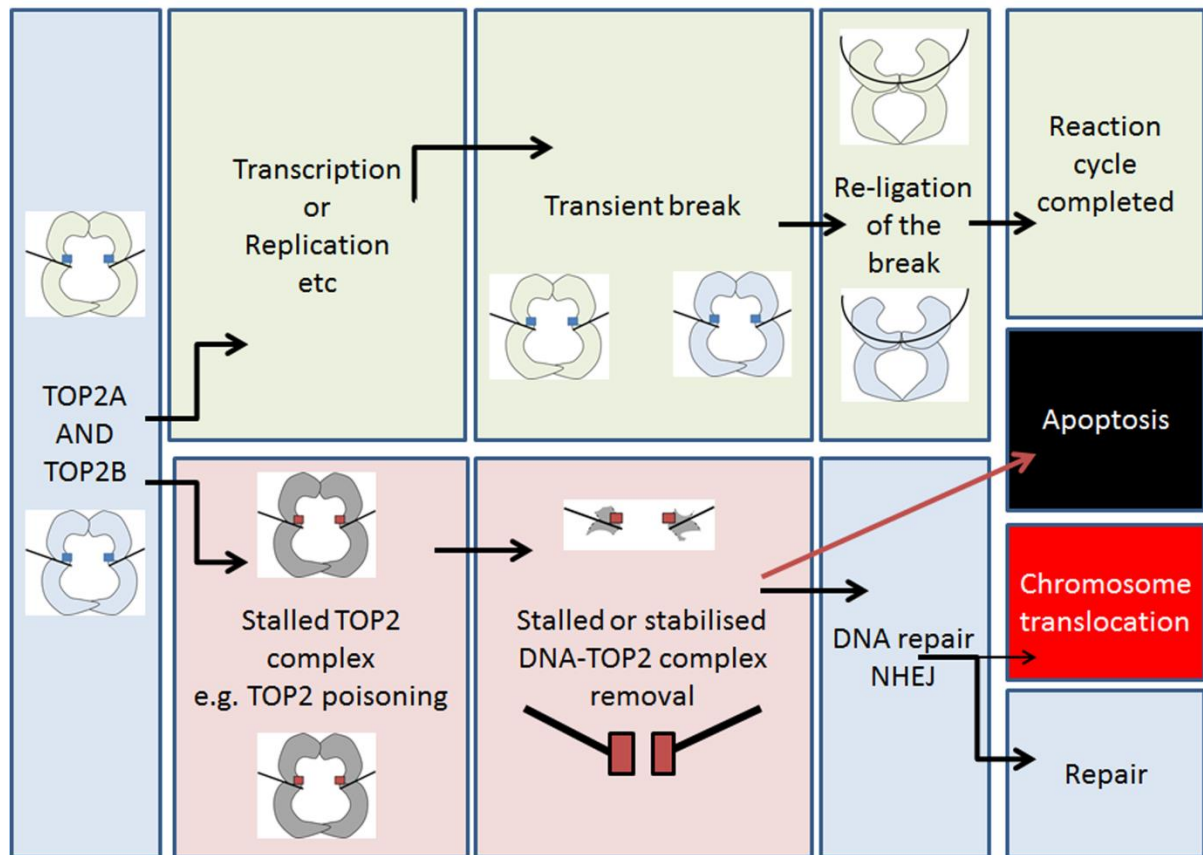 TOP2A
AND
TOP2B
Transcription
or
Replication
etc
Transient break
Re-ligation
of the
break
Reaction
cycle
completed
Stalled TOP2
complex
e.g. TOP2 poisoning
Stalled or stabilised
DNA-TOP2 complex
removal
DNA repair
NHEJ
Apoptosis
Chromosome
translocation
Repair